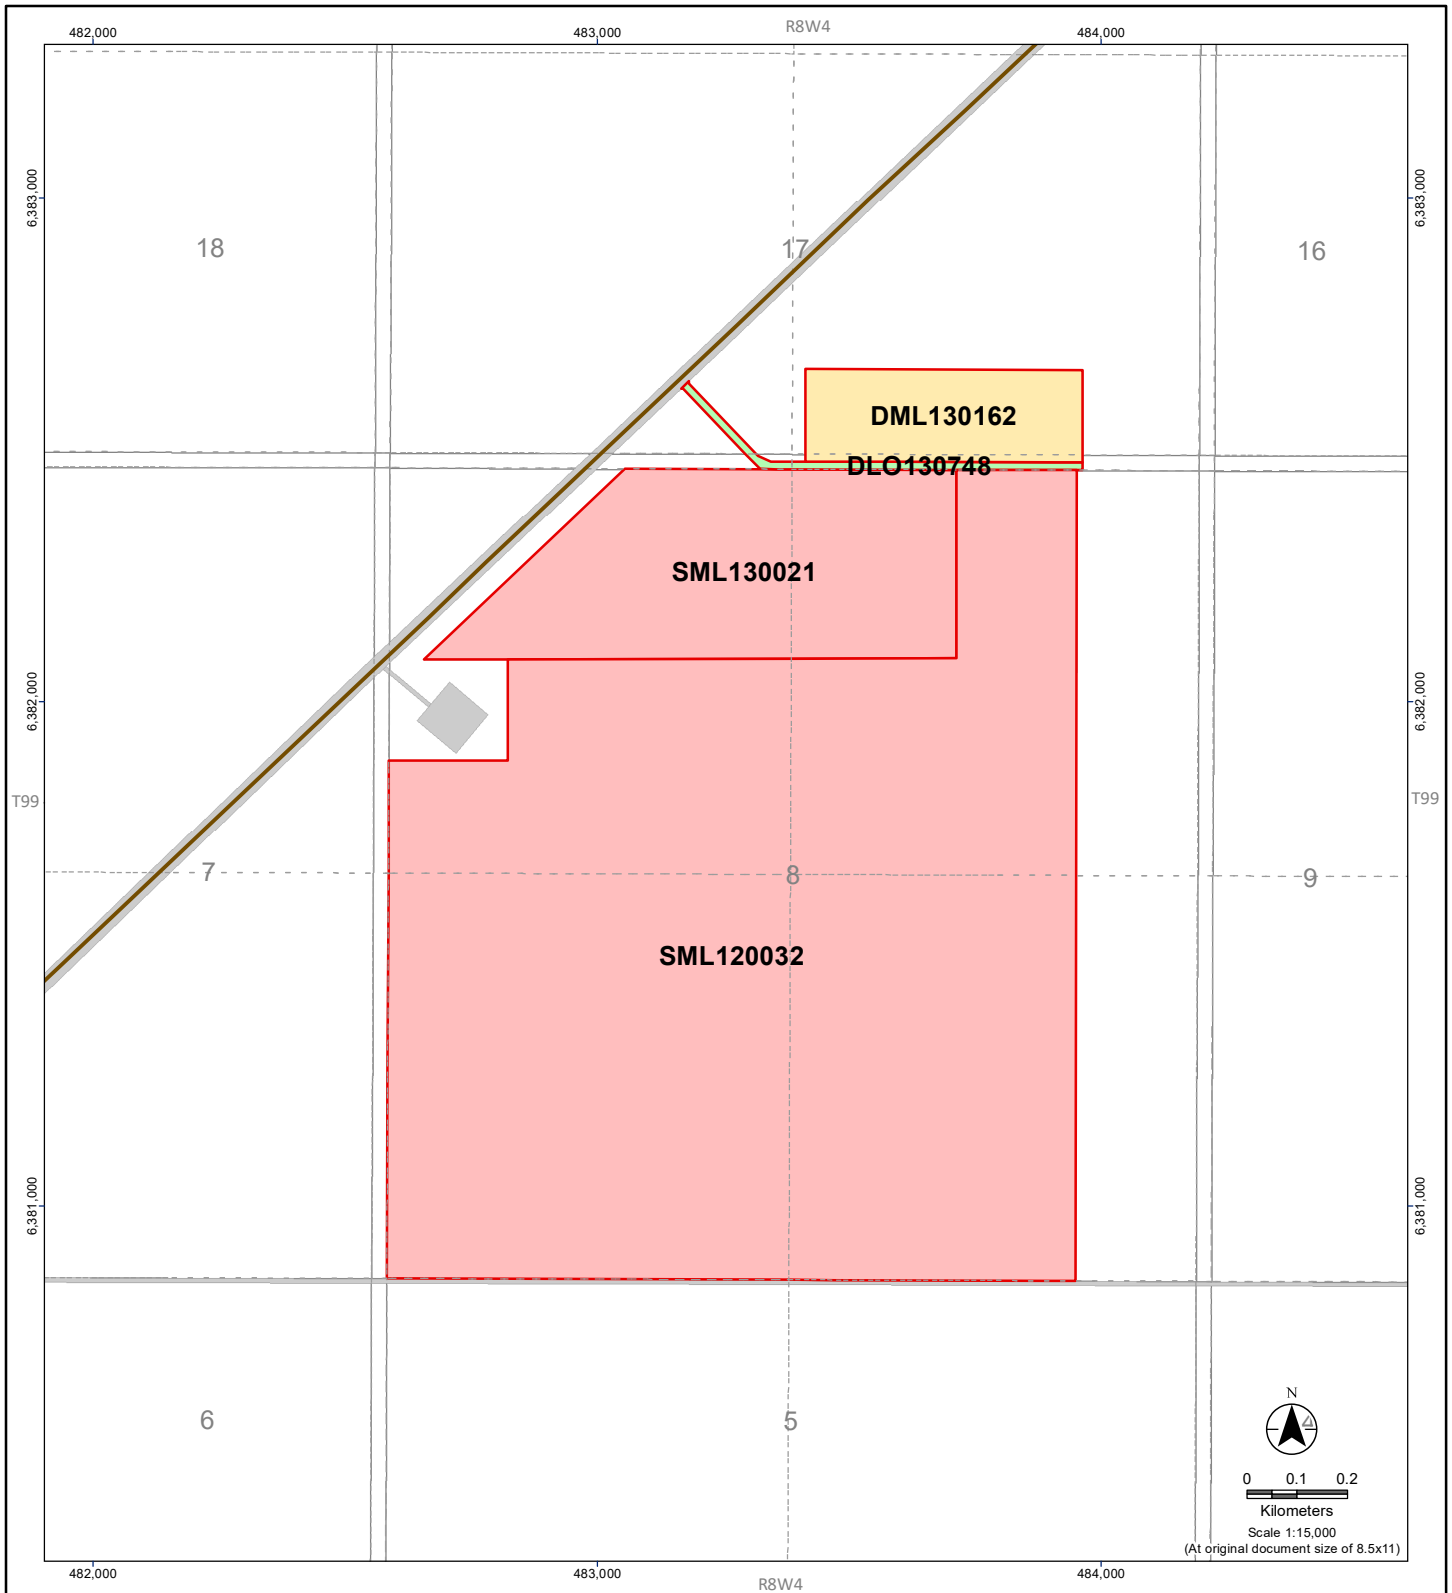 R8W4
482,000 483,000 484,000
6,383,000 6,383,000
18 17 16
DML130162
DLO130748
SML130021
6,382,000 6,382,000
T99 T99
7 8 9
SML120032
6,381,000 6,381,000
N
6 5 4
0 0.1 0.2
Kilometers
Scale 1:15,000
(At original document size of 8.5x11)
482,000 483,000 484,000
R8W4